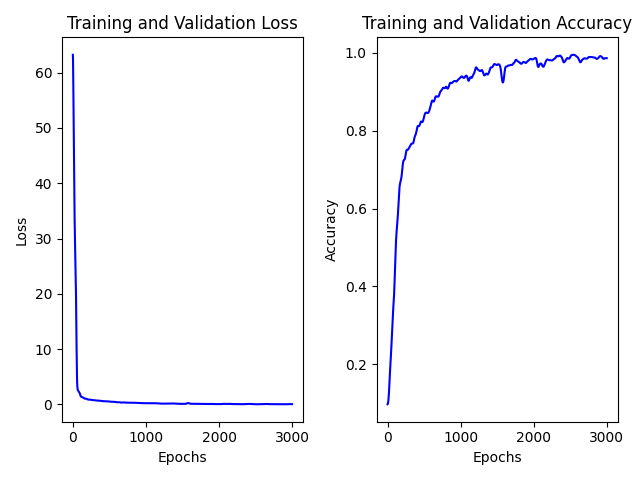 Training and Validation Loss
60
50
40
30
20
10
0
Loss
0 1000 2000 3000
Epochs
Training and Validation Accuracy
1.0
0.8
0.6
0.4
0.2
Accuracy
0 1000 2000 3000
Epochs